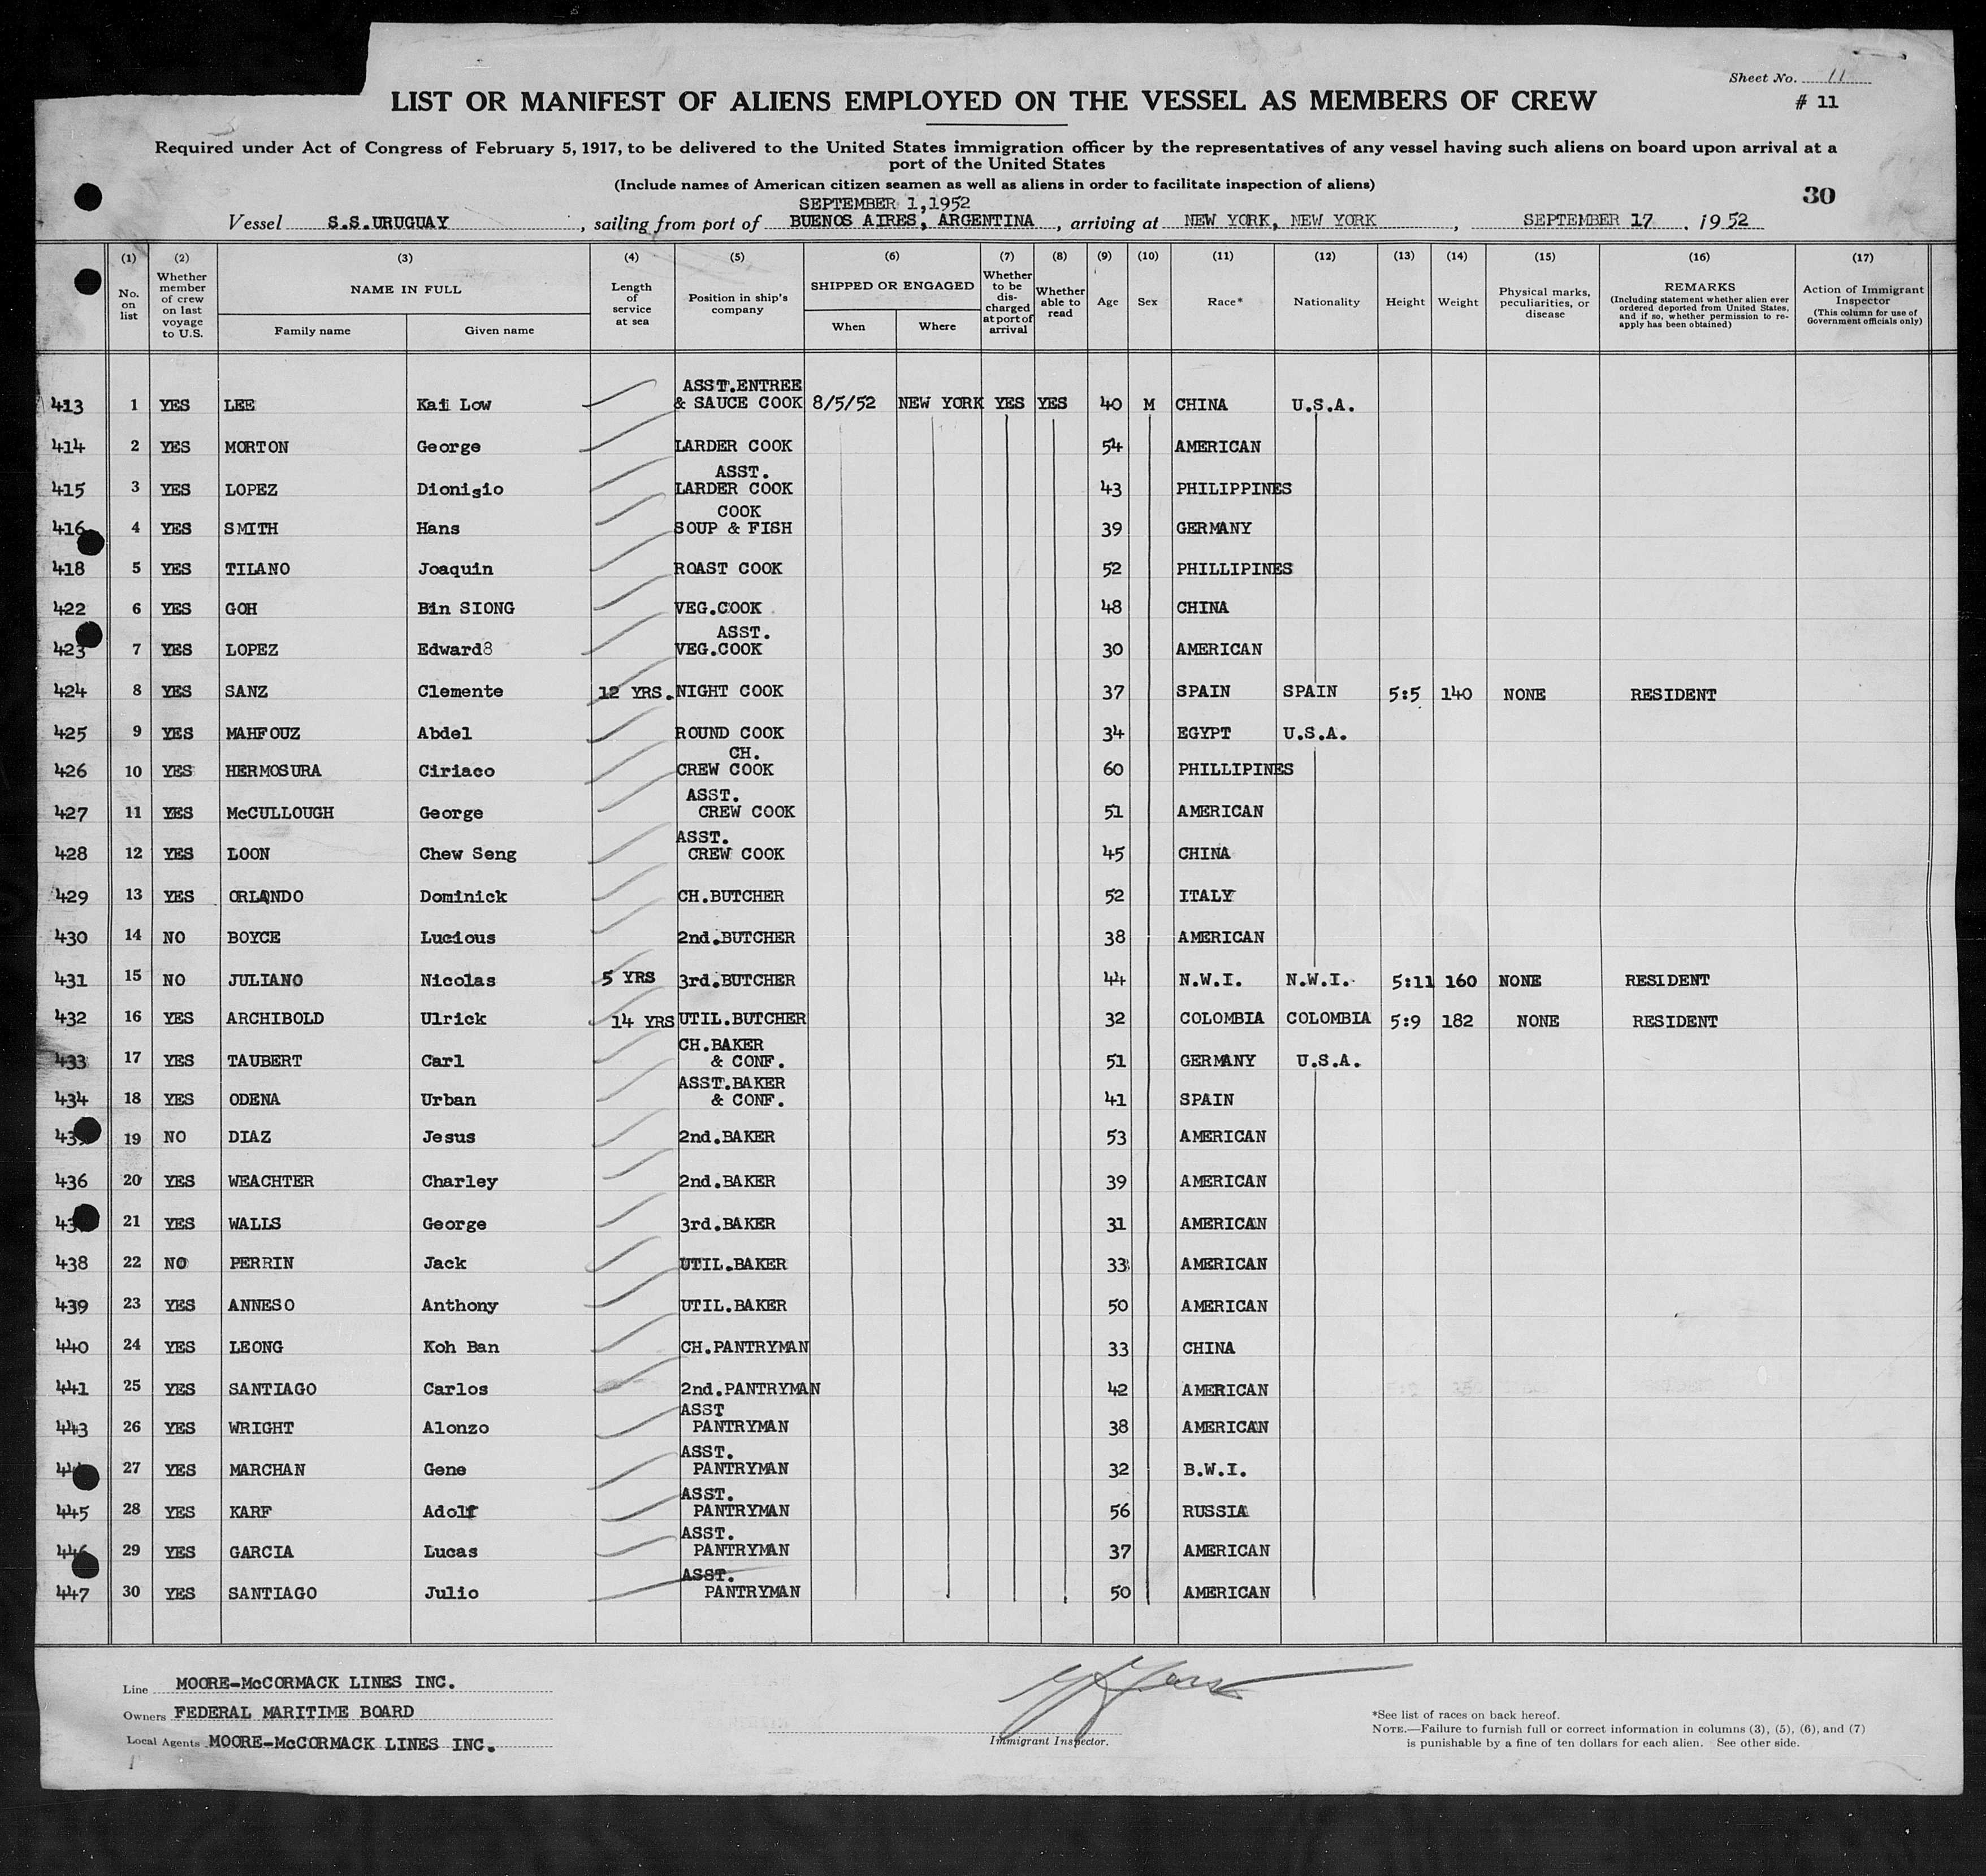 Sheet No. 11
LIST OR MANIFEST OF ALIENS EMPLOYED ON THE VESSEL AS MEMBERS OF CREW
# 11
Required under Act of Congress of February 5, 1917, to be delivered to the United States immigration officer by the representatives of any vessel having such aliens on board upon arrival at a
port of the United States
(Include names of American citizen seamen as well as aliens in order to facilitate inspection of aliens)
30
SEPTEMBER 1,1952
Vessel S.S.URUGUAY, sailing from port of BUENOS AIRES, ARGENTINA, arriving at NEW YORK, NEW YORK, SEPTEMBER 17, 1952
(1) No. on list
(2) Whether member of crew on last voyage to U.S.
(3) NAME IN FULL
Family name
Given name
(4) Length of service at sea
(5) Position in ship's company
(6) SHIPPED OR ENGAGED
When
Where
(7) Whether to be discharged at port of arrival
(8) Whether able to read
(9) Age
(10) Sex
(11) Race*
(12) Nationality
(13) Height
(14) Weight
(15) Physical marks, peculiarities, or disease
(16) REMARKS (Including statement whether alien ever ordered deported from United States, and if so, whether permission to reapply has been obtained)
(17) Action of Immigrant Inspector (This column for use of Government officials only)
413 1 YES LEE Kai Low ASST.ENTREE & SAUCE COOK 8/5/52 NEW YORK YES YES 40 M CHINA U.S.A.
414 2 YES MORTON George LARDER COOK 54 AMERICAN
415 3 YES LOPEZ Dionisio ASST. LARDER COOK 43 PHILIPPINES
416 4 YES SMITH Hans COOK SOUP & FISH 39 GERMANY
418 5 YES TILANO Joaquin ROAST COOK 52 PHILLIPINES
422 6 YES GOH Bin SIONG VEG.COOK 48 CHINA
423 7 YES LOPEZ Edward8 ASST. VEG.COOK 30 AMERICAN
424 8 YES SANZ Clemente 12 YRS. NIGHT COOK 37 SPAIN SPAIN 5:5 140 NONE RESIDENT
425 9 YES MAHFOUZ Abdel ROUND COOK 34 EGYPT U.S.A.
426 10 YES HERMOSURA Ciriaco CH. CREW COOK 60 PHILLIPINES
427 11 YES McCULLOUGH George ASST. CREW COOK 51 AMERICAN
428 12 YES LOON Chew Seng ASST. CREW COOK 45 CHINA
429 13 YES ORLANDO Dominick CH.BUTCHER 52 ITALY
430 14 NO BOYCE Lucious 2nd.BUTCHER 38 AMERICAN
431 15 NO JULIANO Nicolas 5 YRS 3rd.BUTCHER 44 N.W.I. N.W.I. 5:11 160 NONE RESIDENT
432 16 YES ARCHIBOLD Ulrick 14 YRS UTIL.BUTCHER 32 COLOMBIA COLOMBIA 5:9 182 NONE RESIDENT
433 17 YES TAUBERT Carl CH.BAKER & CONF. 51 GERMANY U.S.A.
434 18 YES ODENA Urban ASST.BAKER & CONF. 41 SPAIN
19 NO DIAZ Jesus 2nd.BAKER 53 AMERICAN
436 20 YES WEACHTER Charley 2nd.BAKER 39 AMERICAN
21 YES WALLS George 3rd.BAKER 31 AMERICAN
438 22 NO PERRIN Jack UTIL.BAKER 33 AMERICAN
439 23 YES ANNESO Anthony UTIL.BAKER 50 AMERICAN
440 24 YES LEONG Koh Ban CH.PANTRYMAN 33 CHINA
441 25 YES SANTIAGO Carlos 2nd.PANTRYMAN 42 AMERICAN
443 26 YES WRIGHT Alonzo ASST PANTRYMAN 38 AMERICAN
27 YES MARCHAN Gene ASST. PANTRYMAN 32 B.W.I.
445 28 YES KARF Adolf ASST. PANTRYMAN 56 RUSSIA
446 29 YES GARCIA Lucas ASST. PANTRYMAN 37 AMERICAN
447 30 YES SANTIAGO Julio ASST. PANTRYMAN 50 AMERICAN
Line MOORE-McCORMACK LINES INC.
Owners FEDERAL MARITIME BOARD
Local Agents MOORE-McCORMACK LINES INC.
Immigrant Inspector.
*See list of races on back hereof.
NOTE.—Failure to furnish full or correct information in columns (3), (5), (6), and (7)
is punishable by a fine of ten dollars for each alien. See other side.